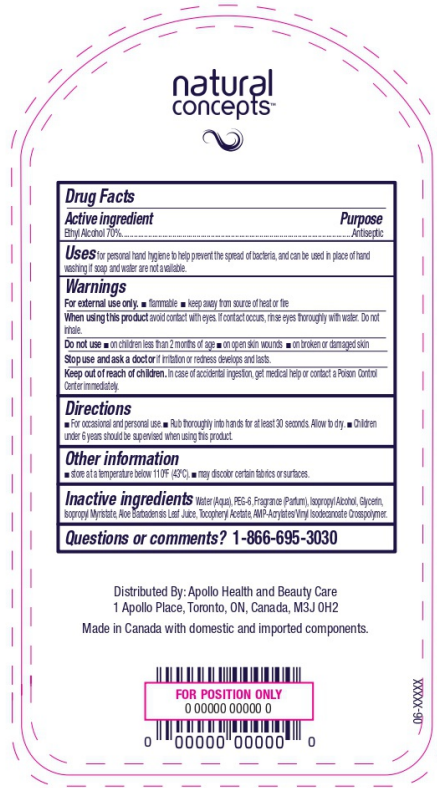 natural
concepts™
Drug Facts
Active ingredient Purpose
Ethyl Alcohol 70%..........................................................................................Antiseptic
Uses for personal hand hygiene to help prevent the spread of bacteria, and can be used in place of hand
washing if soap and water are not available.
Warnings
For external use only. ■ flammable ■ keep away from source of heat or fire
When using this product avoid contact with eyes. If contact occurs, rinse eyes thoroughly with water. Do not
inhale.
Do not use ■ on children less than 2 months of age ■ on open skin wounds ■ on broken or damaged skin
Stop use and ask a doctor if irritation or redness develops and lasts.
Keep out of reach of children. In case of accidental ingestion, get medical help or contact a Poison Control
Center immediately.
Directions
■ For occasional and personal use. ■ Rub thoroughly into hands for at least 30 seconds. Allow to dry. ■ Children
under 6 years should be supervised when using this product.
Other information
■ store at a temperature below 110ºF (43ºC). ■ may discolor certain fabrics or surfaces.
Inactive ingredients Water (Aqua), PEG-6, Fragrance (Parfum), Isopropyl Alcohol, Glycerin,
Isopropyl Myristate, Aloe Barbadensis Leaf Juice, Tocopheryl Acetate, AMP-Acrylates/Vinyl Isodecanoate Crosspolymer.
Questions or comments? 1-866-695-3030
Distributed By: Apollo Health and Beauty Care
1 Apollo Place, Toronto, ON, Canada, M3J 0H2
Made in Canada with domestic and imported components.
FOR POSITION ONLY
0 00000 00000 0
0 00000 00000 0
06-XXXXX